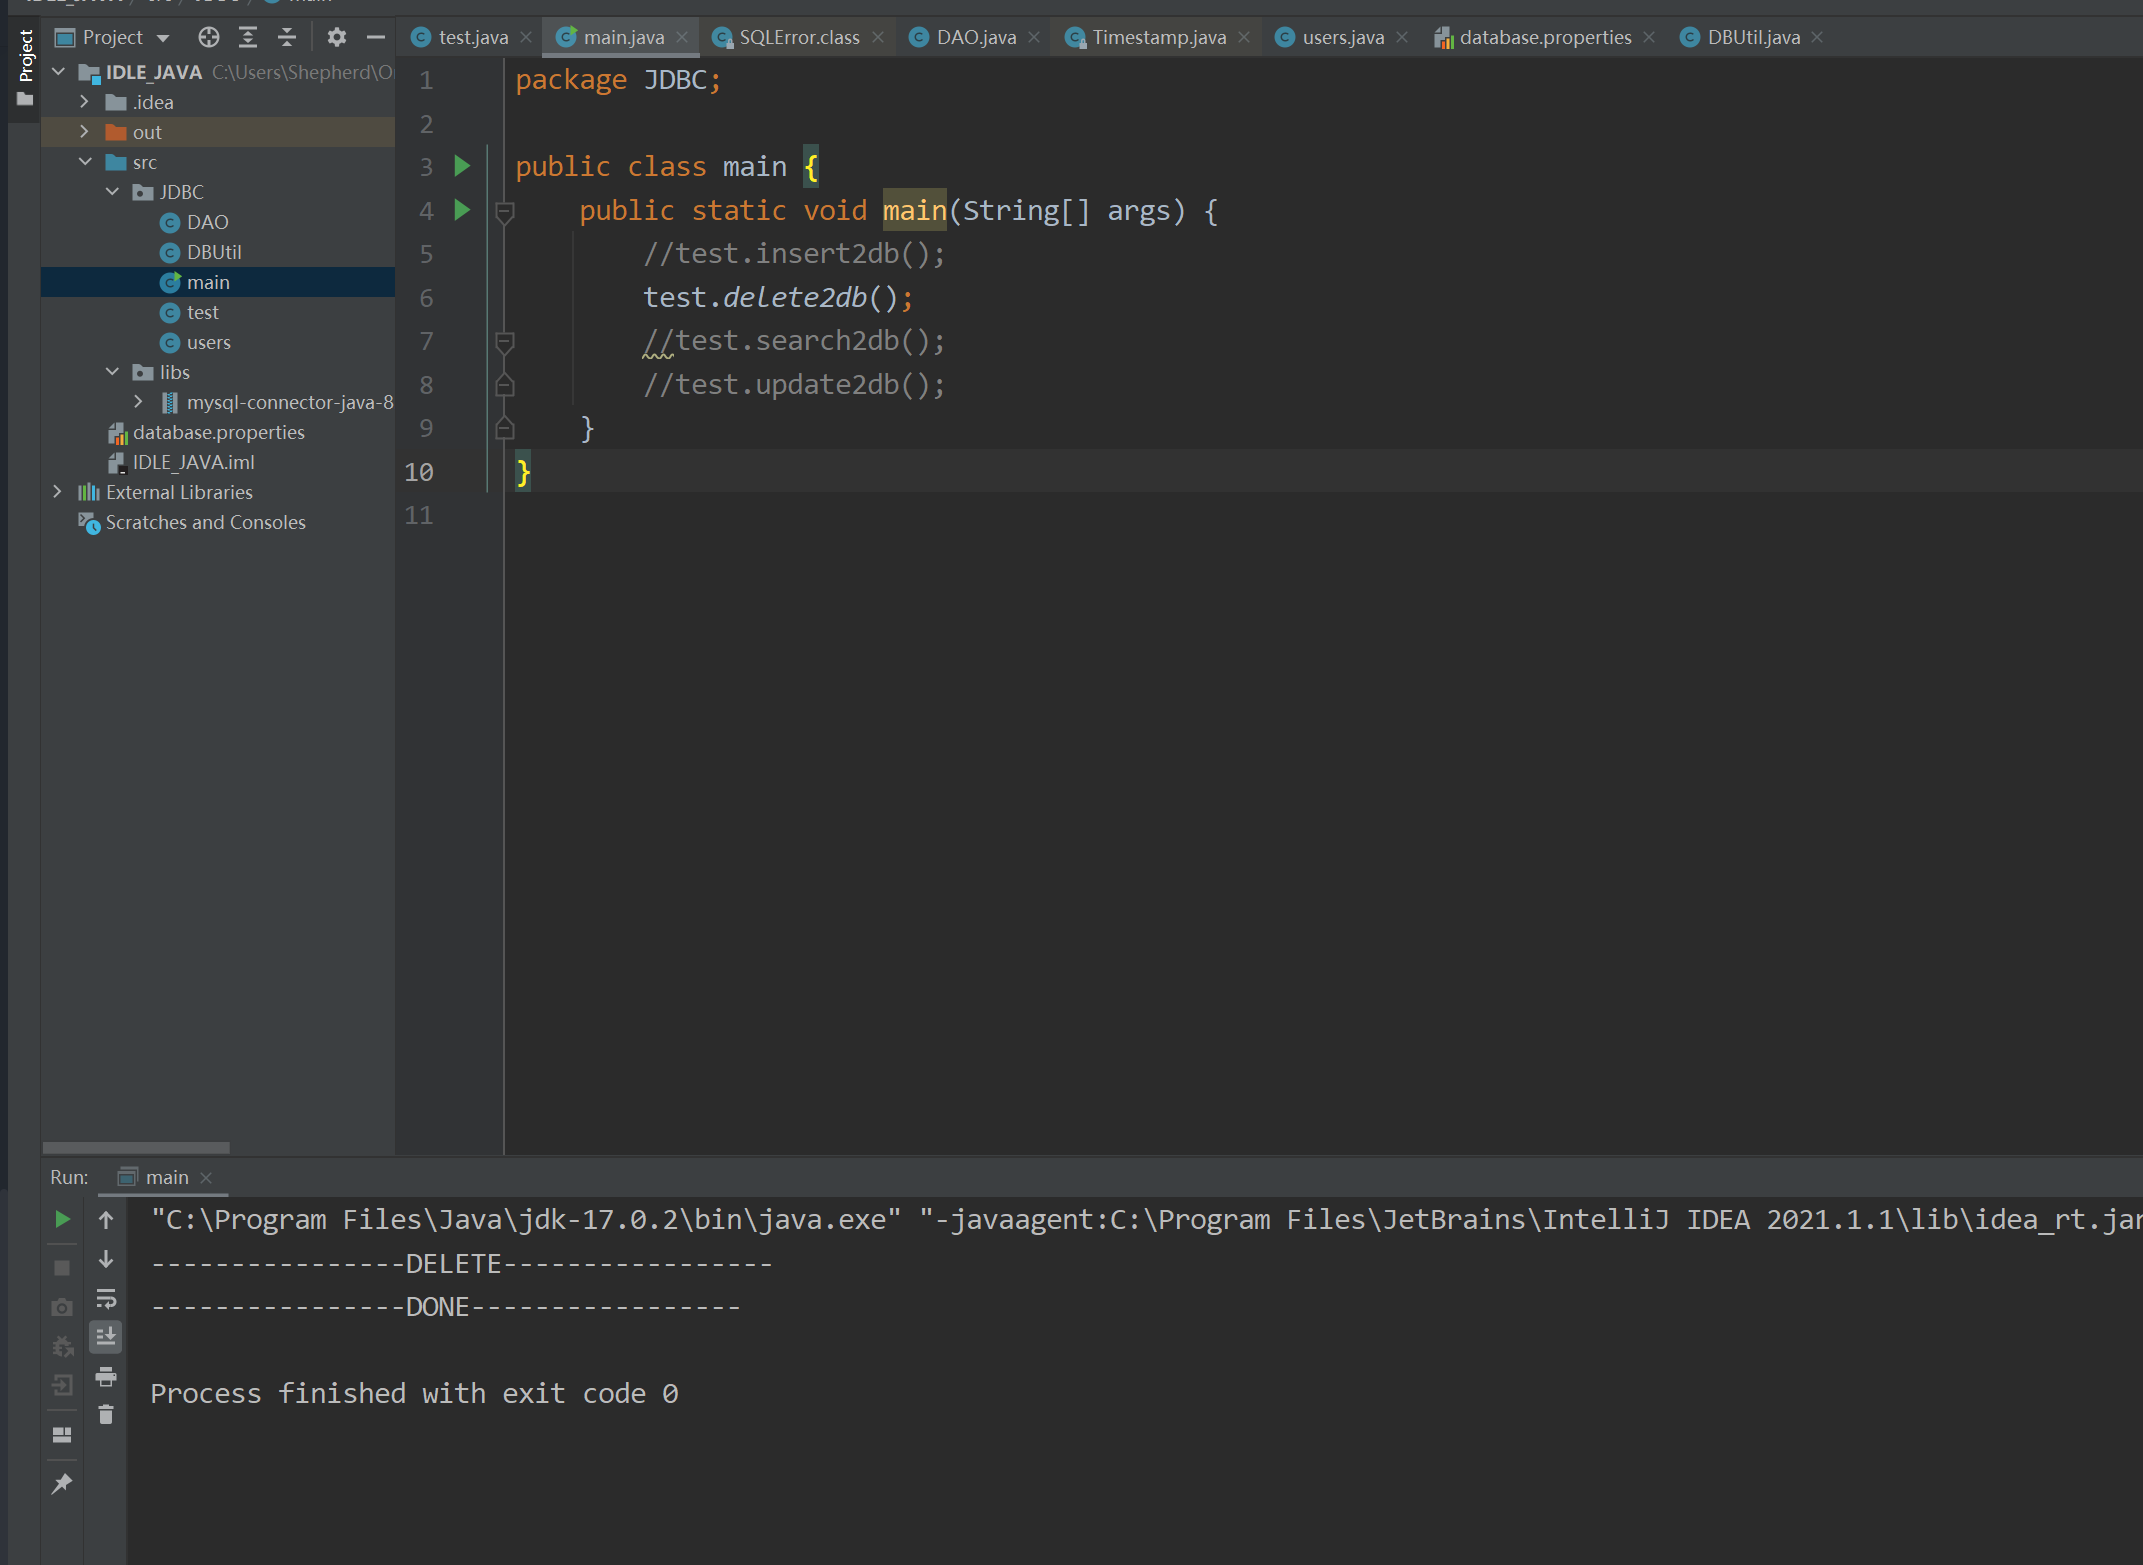 Project
Project
IDLE_JAVA C:\Users\Shepherd\O
.idea
out
src
JDBC
DAO
DBUtil
main
test
users
libs
mysql-connector-java-8
database.properties
IDLE_JAVA.iml
External Libraries
Scratches and Consoles
test.java main.java SQLError.class DAO.java Timestamp.java users.java database.properties DBUtil.java
1 package JDBC;
2
3 public class main {
4 public static void main(String[] args) {
5 //test.insert2db();
6 test.delete2db();
7 //test.search2db();
8 //test.update2db();
9 }
10 }
11
Run: main
"C:\Program Files\Java\jdk-17.0.2\bin\java.exe" "-javaagent:C:\Program Files\JetBrains\IntelliJ IDEA 2021.1.1\lib\idea_rt.jar
----------------DELETE-----------------
----------------DONE-----------------
Process finished with exit code 0